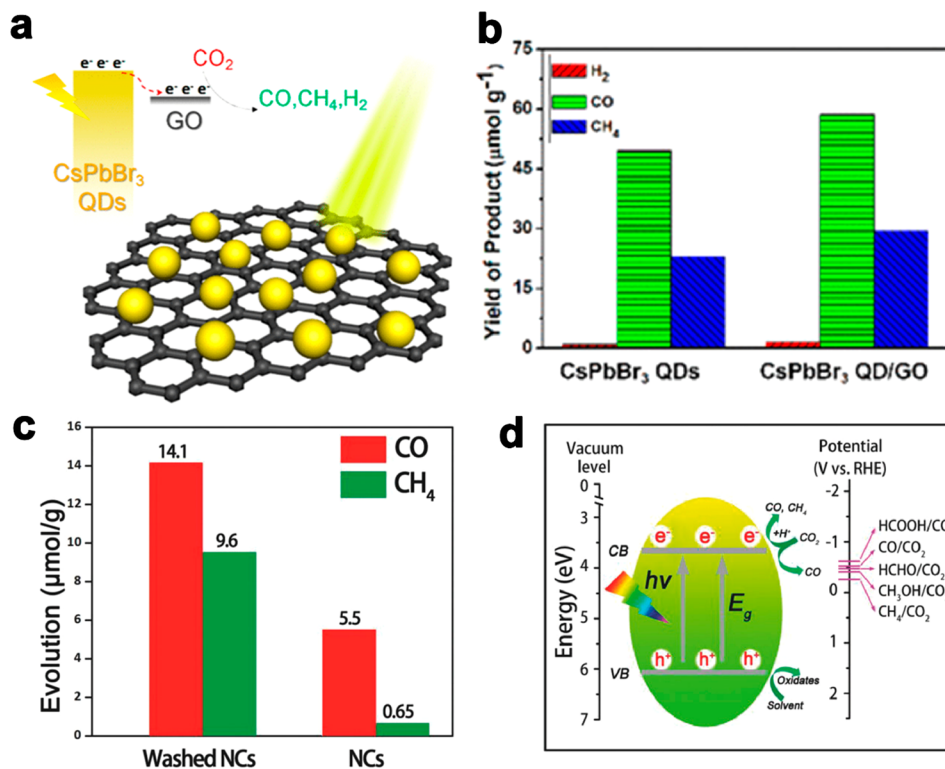 a
e- e- e-
CO₂
e- e- e-
GO
CO,CH₄,H₂
CsPbBr₃
QDs
b
Yield of Product (μmol g⁻¹)
75
60
45
30
15
0
H₂
CO
CH₄
CsPbBr₃ QDs
CsPbBr₃ QD/GO
c
Evolution (μmol/g)
16
14
12
10
8
6
4
2
0
CO
CH₄
14.1
9.6
5.5
0.65
Washed NCs
NCs
d
Vacuum
level
Energy (eV)
0
3
4
5
6
7
CB
VB
e- e- e-
hν
Eg
h+ h+ h+
CO, CH₄
+H⁺
CO₂
CO
Oxidates
Solvent
Potential
(V vs. RHE)
-2
-1
0
1
2
HCOOH/CO
CO/CO₂
HCHO/CO₂
CH₃OH/CO
CH₄/CO₂